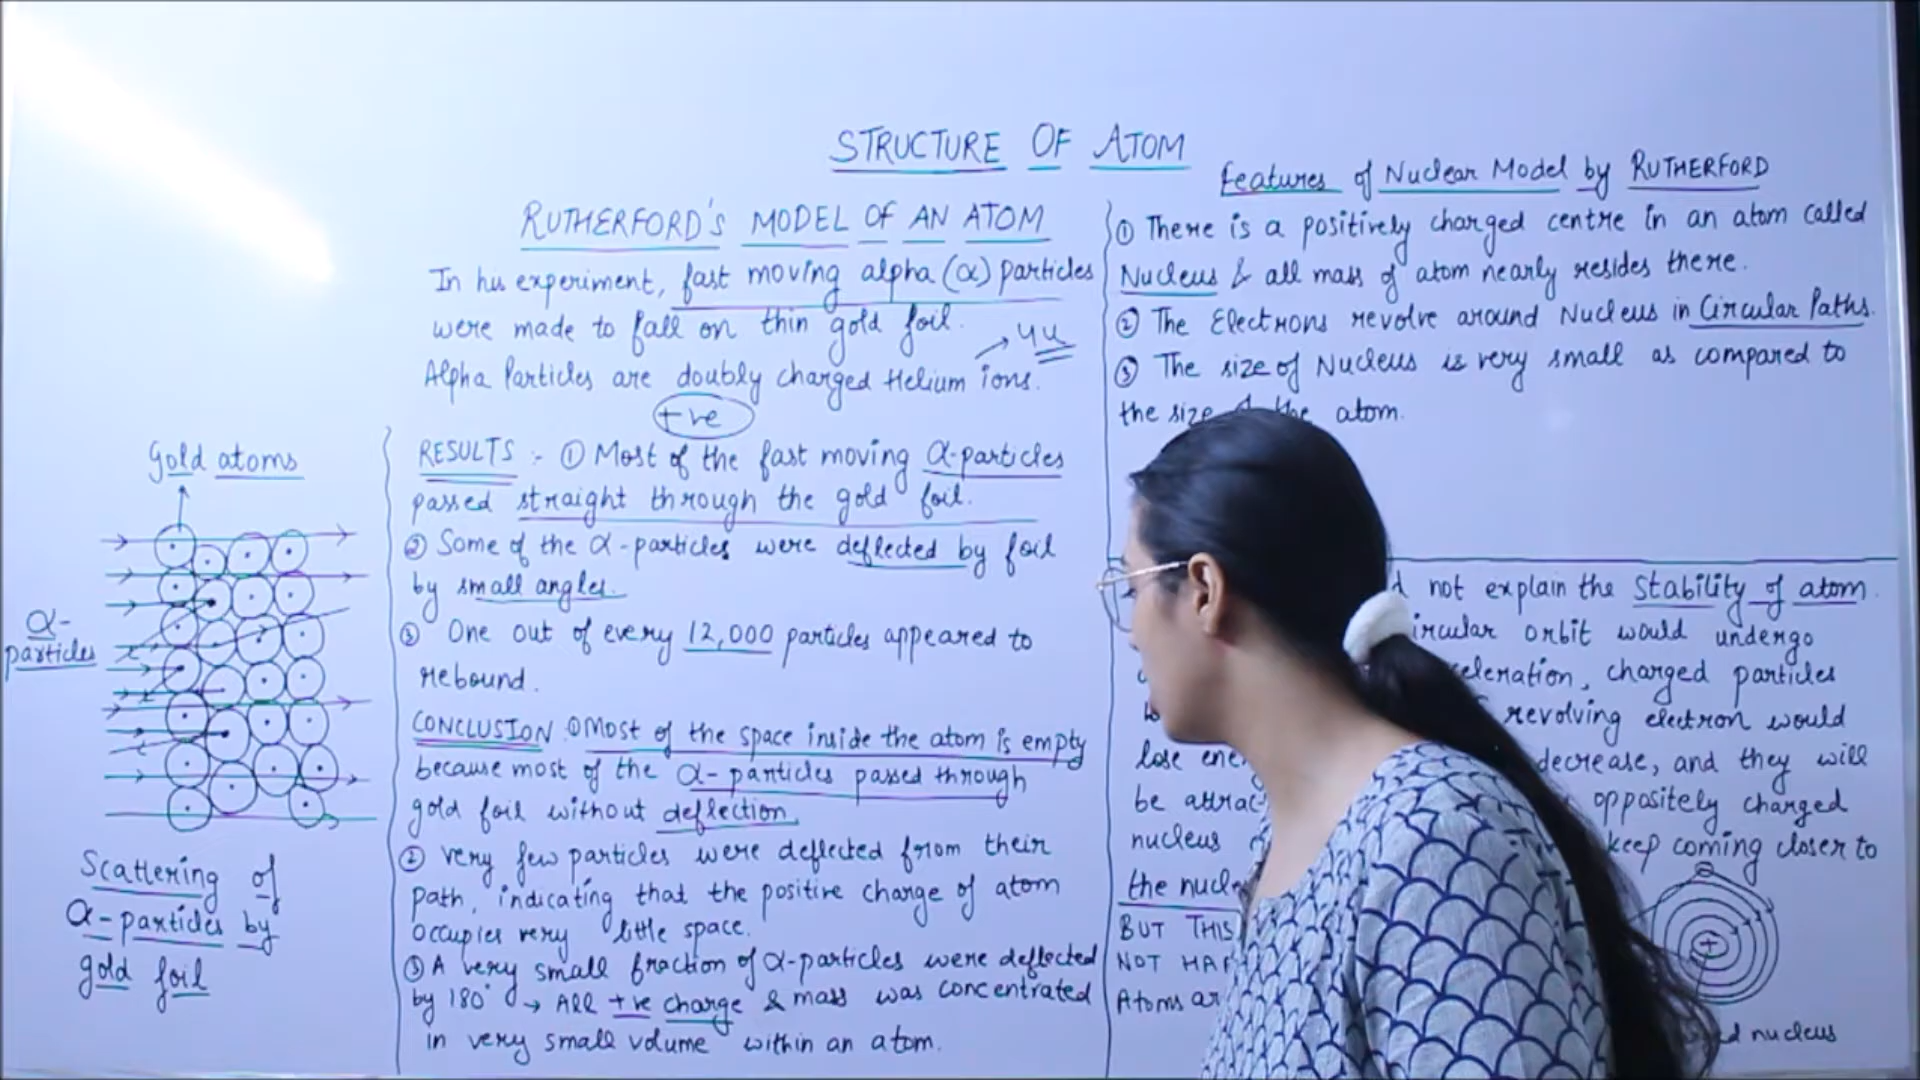 STRUCTURE OF ATOM
RUTHERFORD'S MODEL OF AN ATOM
In his experiment, fast moving alpha (α) particles
were made to fall on thin gold foil.
→ 4u
Alpha Particles are doubly charged Helium ions.
+ve
Gold atoms
α-
particles
Scattering of
α-particles by
gold foil
RESULTS :- ① Most of the fast moving α-particles
passed straight through the gold foil.
② Some of the α-particles were deflected by foil
by small angles.
③ One out of every 12,000 particles appeared to
rebound.
CONCLUSION ① Most of the space inside the atom is empty
because most of the α-particles passed through
gold foil without deflection.
② Very few particles were deflected from their
path, indicating that the positive charge of atom
occupies very little space.
③ A very small fraction of α-particles were deflected
by 180° → All +ve charge & mass was concentrated
in very small volume within an atom.
Features of Nuclear Model by RUTHERFORD
① There is a positively charged centre in an atom called
Nucleus & all mass of atom nearly resides there.
② The Electrons revolve around Nucleus in Circular Paths.
③ The size of Nucleus is very small as compared to
the size the atom.
not explain the Stability of atom.
orbit would undergo
charged particles
revolving electron would
lose decrease, and they will
be oppositely charged
nucleus keep coming closer to
the
BUT THIS
NOT
Atoms
+
nucleus